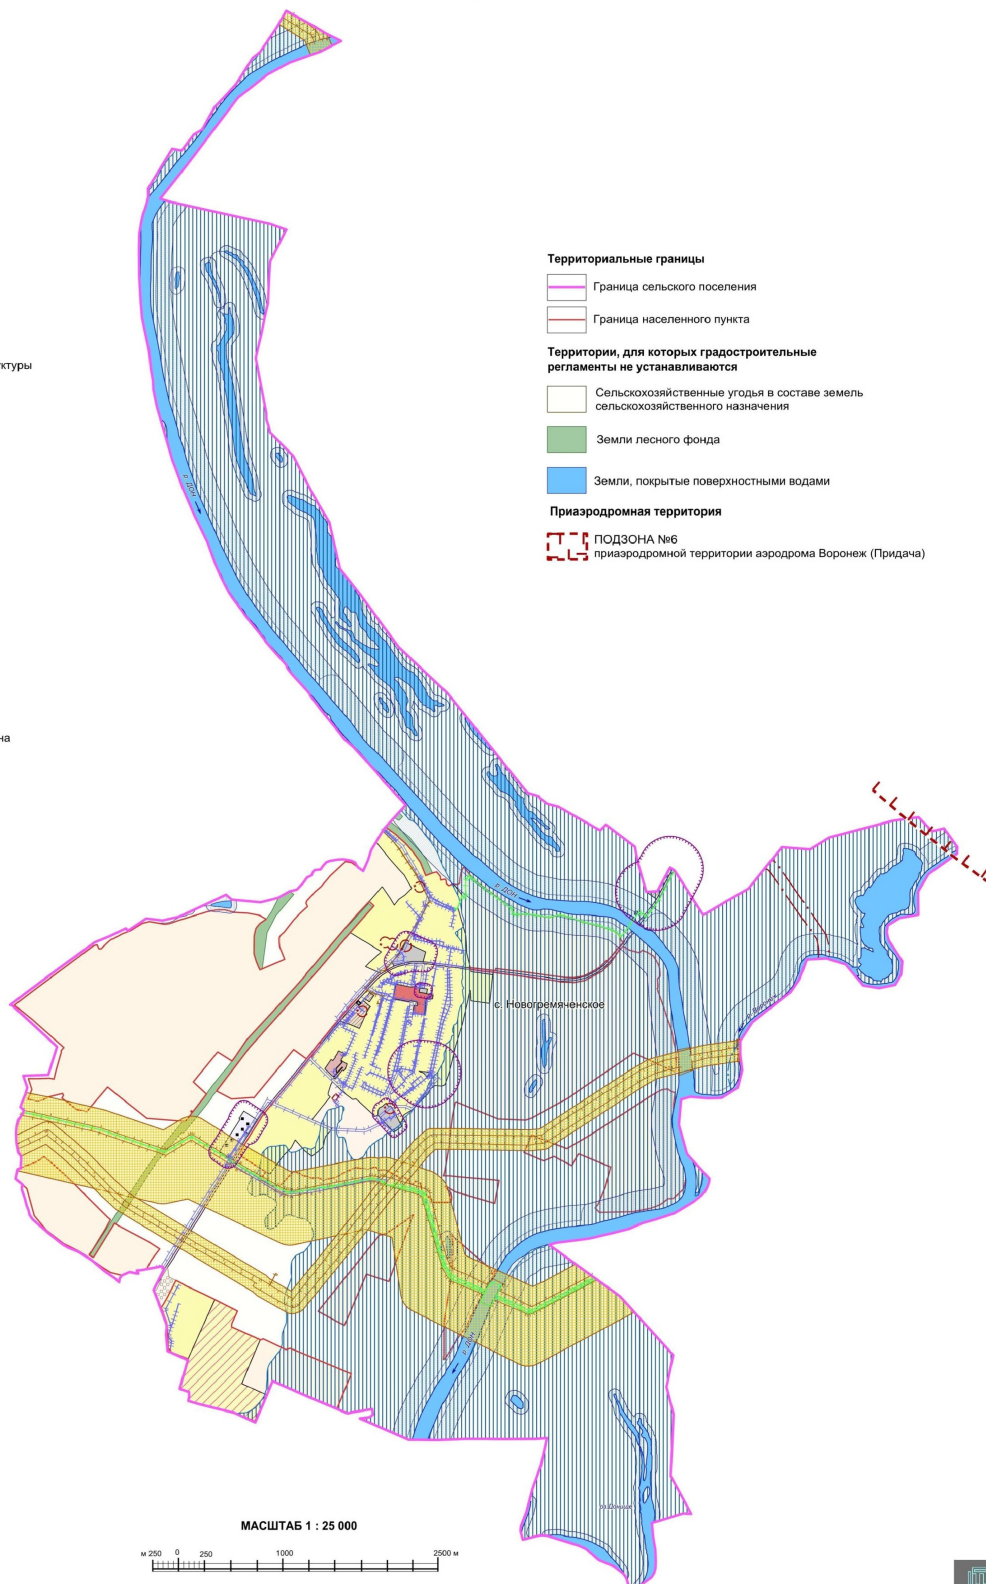 Территориальные границы
Граница сельского поселения
Граница населенного пункта
Территории, для которых градостроительные
регламенты не устанавливаются
ктуры
Сельскохозяйственные угодья в составе земель
сельскохозяйственного назначения
Земли лесного фонда
Земли, покрытые поверхностными водами
Приаэродромная территория
ПОДЗОНА №6
приаэродромной территории аэродрома Воронеж (Придача)
р. ДОН
на
р. ДОН
с. Новогремяченское
р. ДОН
МАСШТАБ 1 : 25 000
м 250 0 250 1000 2500 м